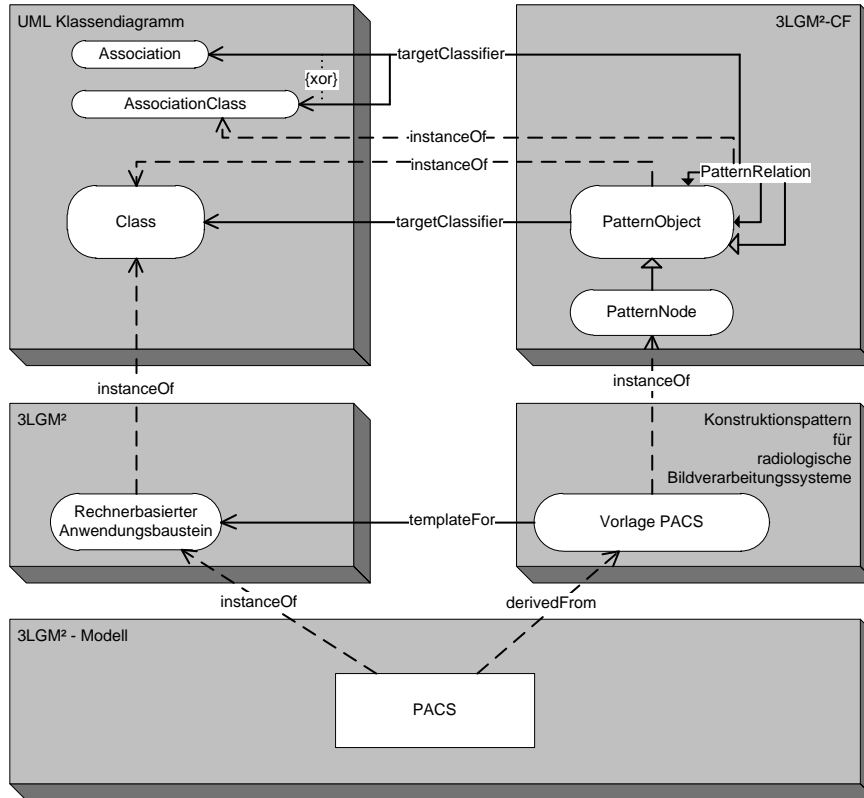 UML Klassendiagramm
3LGM²-CF
Association
targetClassifier
{xor}
AssociationClass
instanceOf
instanceOf
PatternRelation
Class
targetClassifier
PatternObject
PatternNode
instanceOf
instanceOf
3LGM²
Konstruktionspattern
für
radiologische
Bildverarbeitungssysteme
Rechnerbasierter
Anwendungsbaustein
templateFor
Vorlage PACS
instanceOf
derivedFrom
3LGM² - Modell
PACS